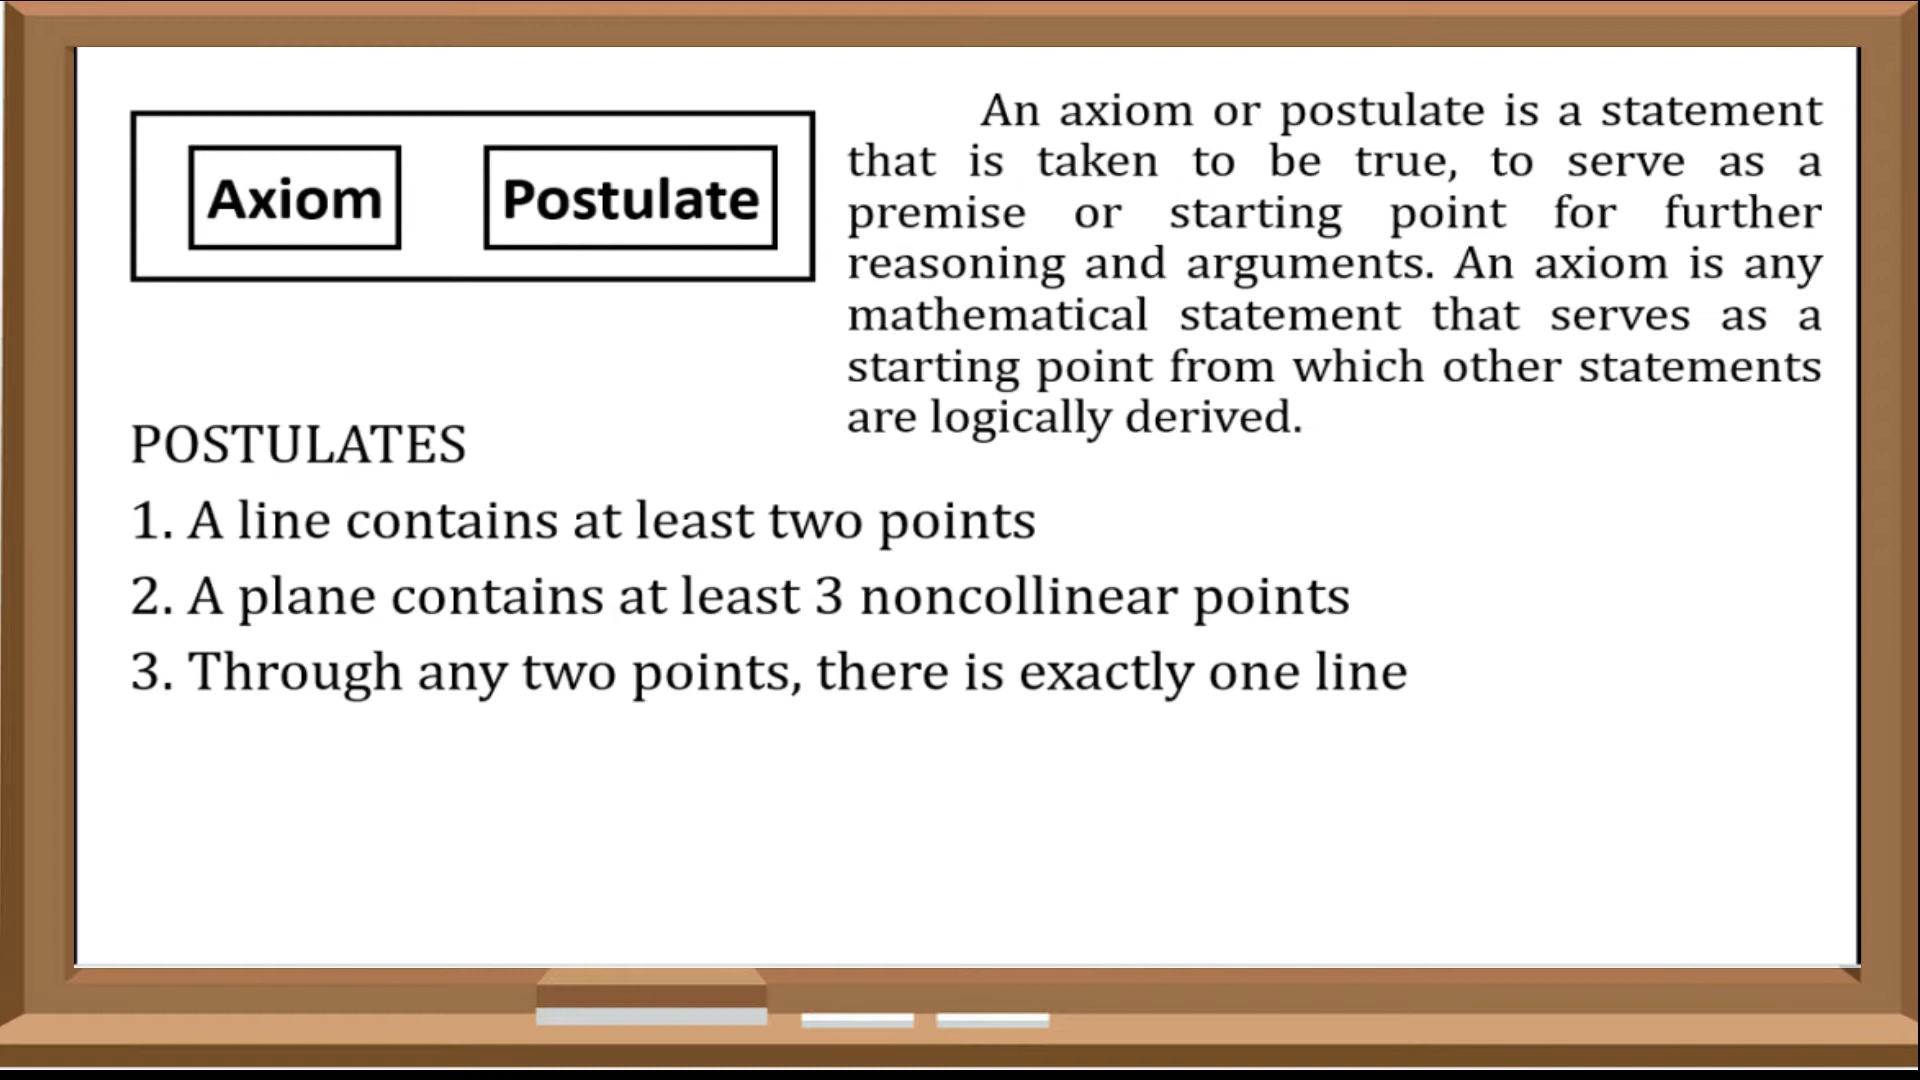 Axiom
Postulate
An axiom or postulate is a statement
that is taken to be true, to serve as a
premise or starting point for further
reasoning and arguments. An axiom is any
mathematical statement that serves as a
starting point from which other statements
are logically derived.
POSTULATES
1. A line contains at least two points
2. A plane contains at least 3 noncollinear points
3. Through any two points, there is exactly one line